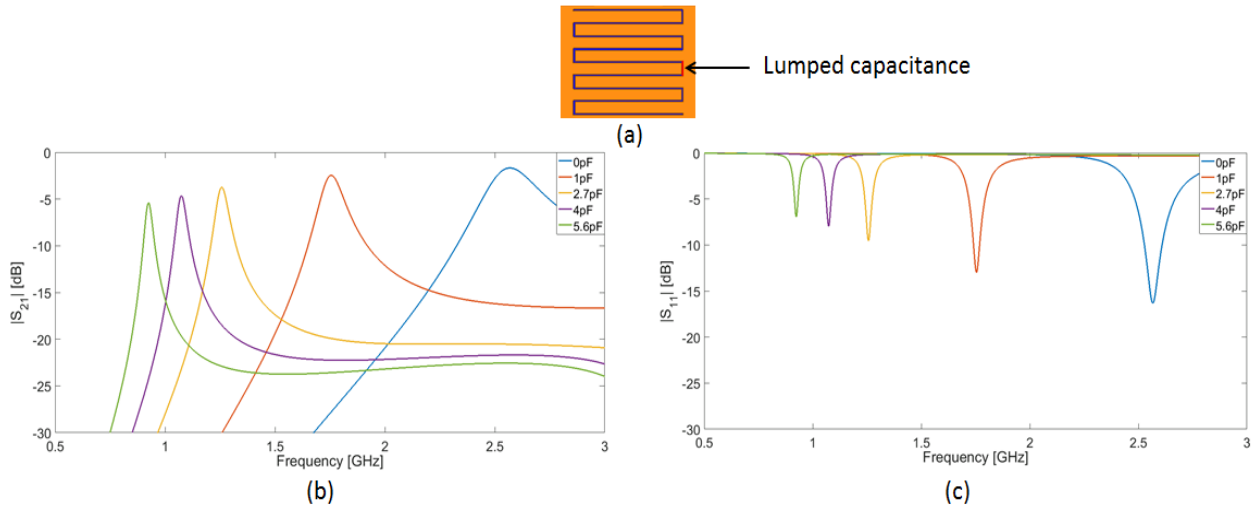 Lumped capacitance
(a)
0
-5
-10
-15
-20
-25
-30
|S21| [dB]
0.5
1
1.5
2
2.5
3
Frequency [GHz]
0pF
1pF
2.7pF
4pF
5.6pF
(b)
0
-5
-10
-15
-20
-25
-30
|S11| [dB]
0.5
1
1.5
2
2.5
3
Frequency [GHz]
0pF
1pF
2.7pF
4pF
5.6pF
(c)